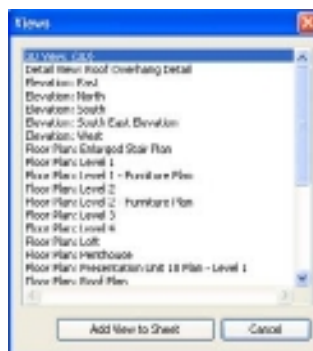 Views
3D View: {3D}
Detail View: Roof Overhang Detail
Elevation: East
Elevation: North
Elevation: South
Elevation: South East Elevation
Elevation: West
Floor Plan: Enlarged Stair Plan
Floor Plan: Level 1
Floor Plan: Level 1 - Furniture Plan
Floor Plan: Level 2
Floor Plan: Level 2 - Furniture Plan
Floor Plan: Level 3
Floor Plan: Level 4
Floor Plan: Loft
Floor Plan: Penthouse
Floor Plan: Presentation Unit 18 Plan - Level 1
Floor Plan: Roof Plan
Add View to Sheet
Cancel